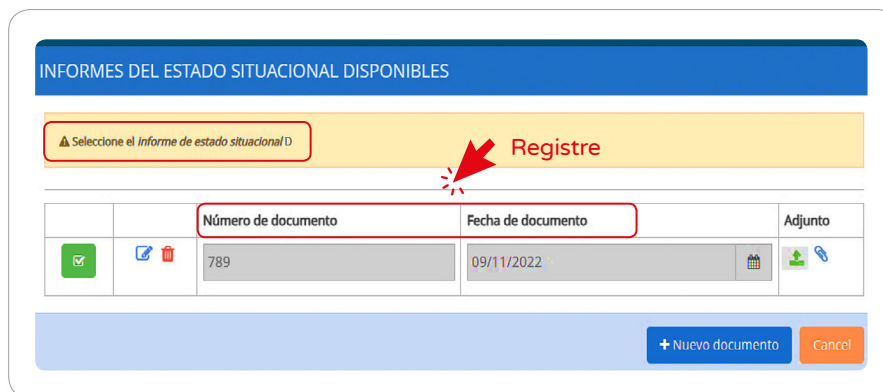 INFORMES DEL ESTADO SITUACIONAL DISPONIBLES
Seleccione el informe de estado situacional D
Registre
Número de documento Fecha de documento Adjunto
789 09/11/2022
+ Nuevo documento Cancel